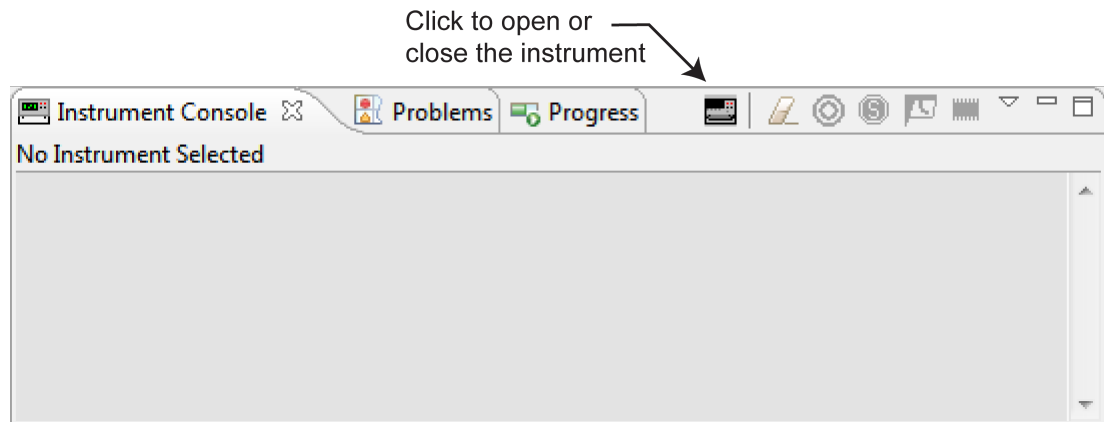 Click to open or
close the instrument
Instrument Console Problems Progress
No Instrument Selected